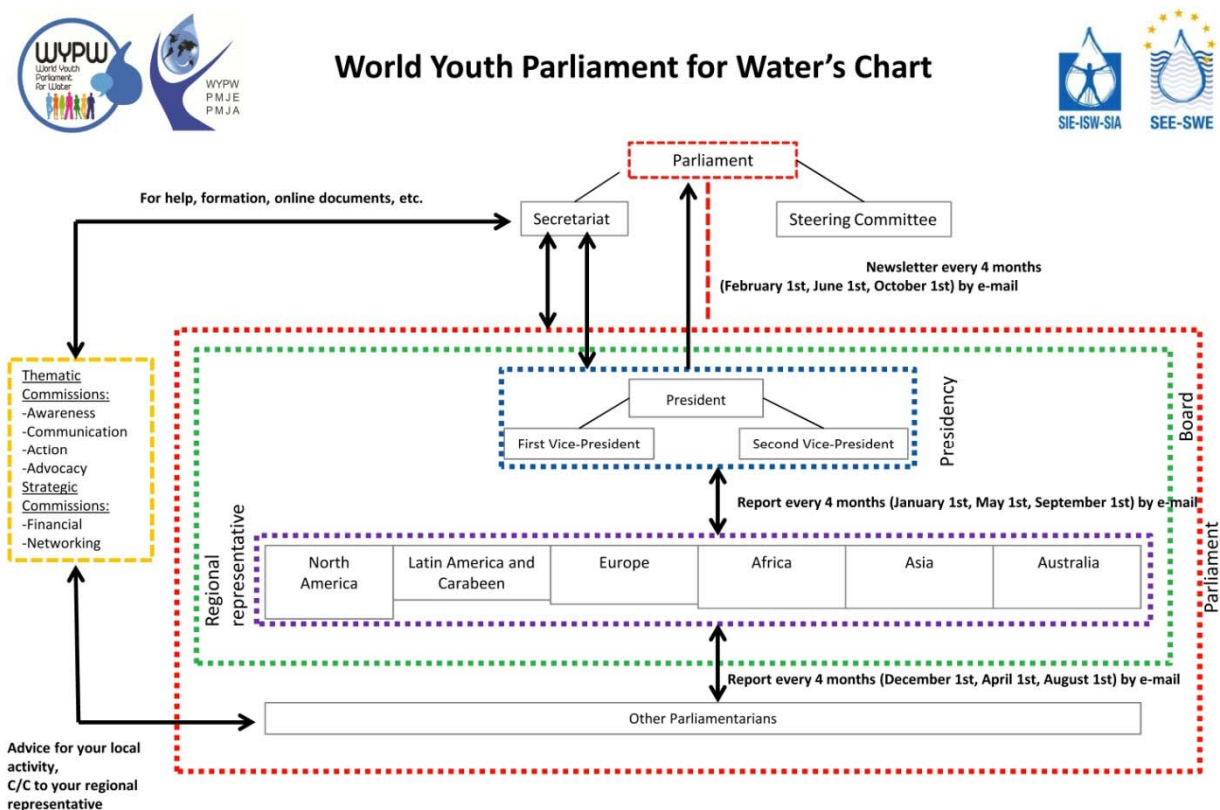 WYPW
World Youth
Parliament
for Water
WYPW
PMJE
PMJA
World Youth Parliament for Water's Chart
SIE-ISW-SIA
SEE-SWE
Parliament
For help, formation, online documents, etc.
Secretariat
Steering Committee
Newsletter every 4 months
(February 1st, June 1st, October 1st) by e-mail
Thematic
Commissions:
-Awareness
-Communication
-Action
-Advocacy
Strategic
Commissions:
-Financial
-Networking
President
First Vice-President
Second Vice-President
Presidency
Board
Report every 4 months (January 1st, May 1st, September 1st) by e-mail
Regional
representative
North
America
Latin America and
Carabeen
Europe
Africa
Asia
Australia
Parliament
Report every 4 months (December 1st, April 1st, August 1st) by e-mail
Other Parliamentarians
Advice for your local
activity,
C/C to your regional
representative